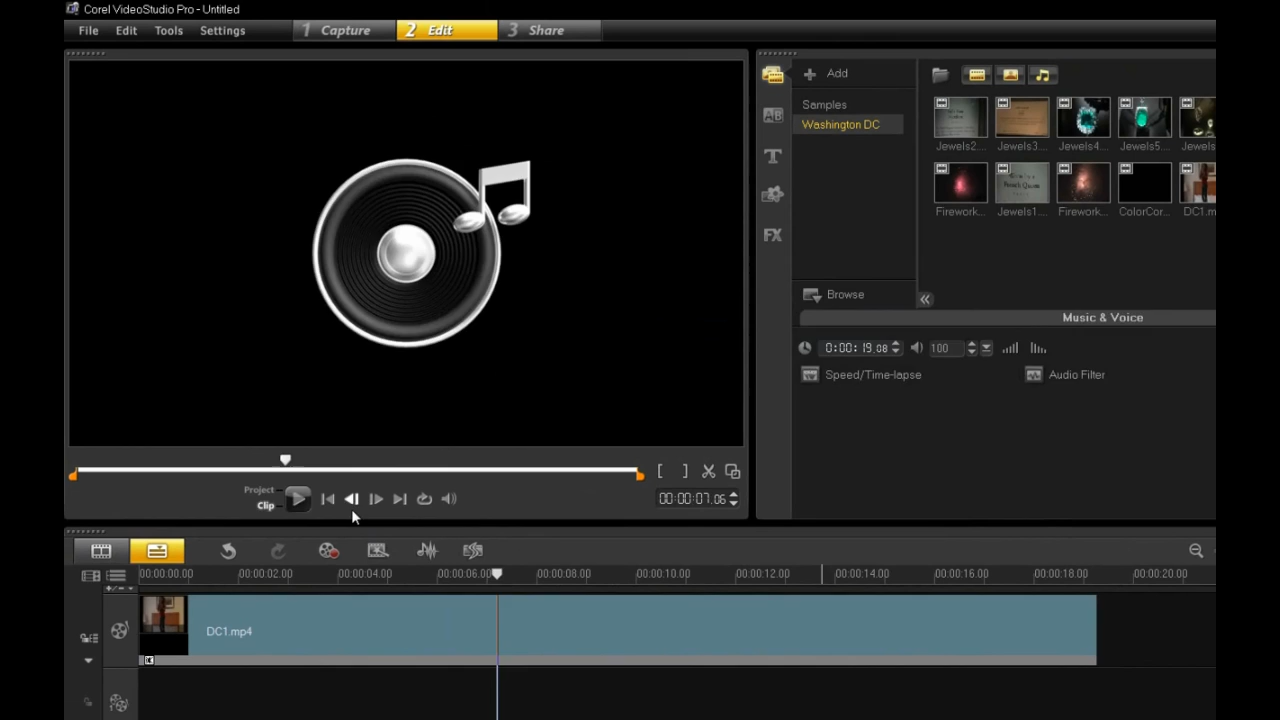 Corel VideoStudio Pro - Untitled
File Edit Tools Settings 1 Capture 2 Edit 3 Share
Add
Samples
Washington DC
Jewels2... Jewels3... Jewels4... Jewels5... Jewels
Firework... Jewels1... Firework... ColorCor... DC1.m
AB
T
FX
Browse
Music & Voice
0:00:19.08 100
Speed/Time-lapse Audio Filter
Project
Clip
[ ] 00:00:07.06
00:00:00.00 00:00:02.00 00:00:04.00 00:00:06.00 00:00:08.00 00:00:10.00 00:00:12.00 00:00:14.00 00:00:16.00 00:00:18.00 00:00:20.00
DC1.mp4